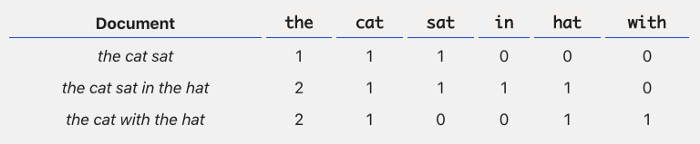 Document the cat sat in hat with
the cat sat 1 1 1 0 0 0
the cat sat in the hat 2 1 1 1 1 0
the cat with the hat 2 1 0 0 1 1